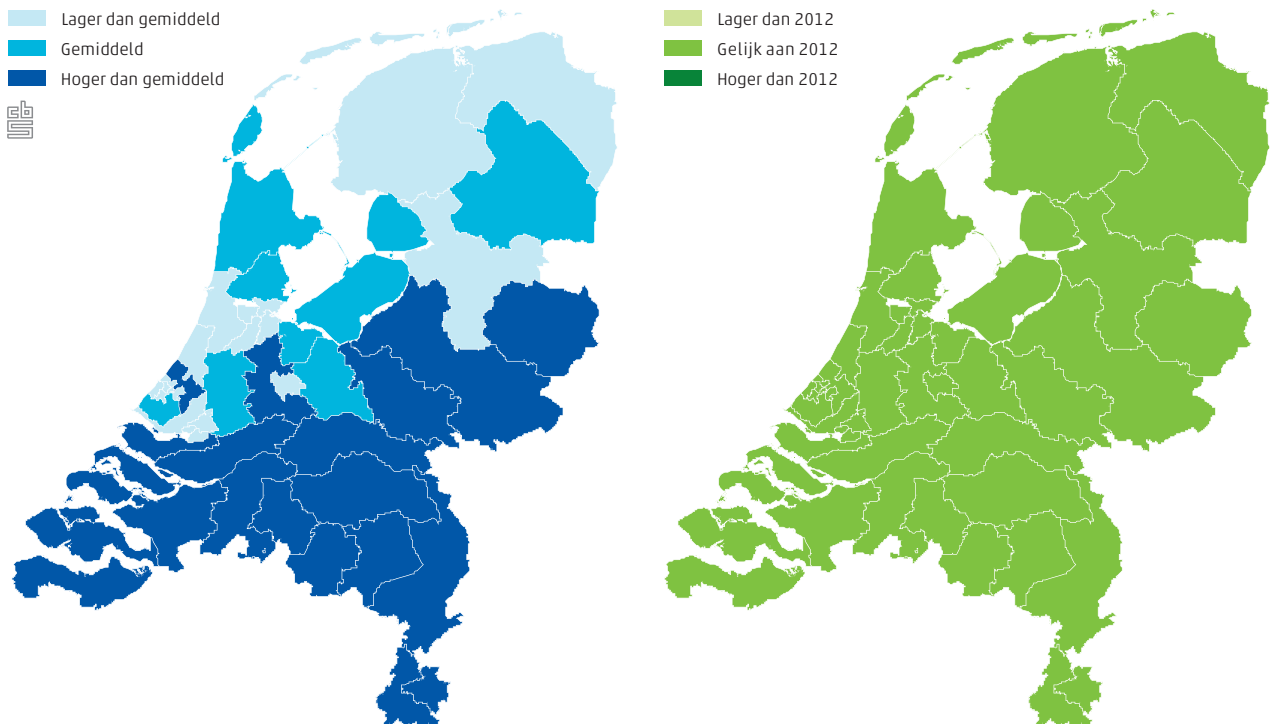 Lager dan gemiddeld
Gemiddeld
Hoger dan gemiddeld
cbs
Lager dan 2012
Gelijk aan 2012
Hoger dan 2012